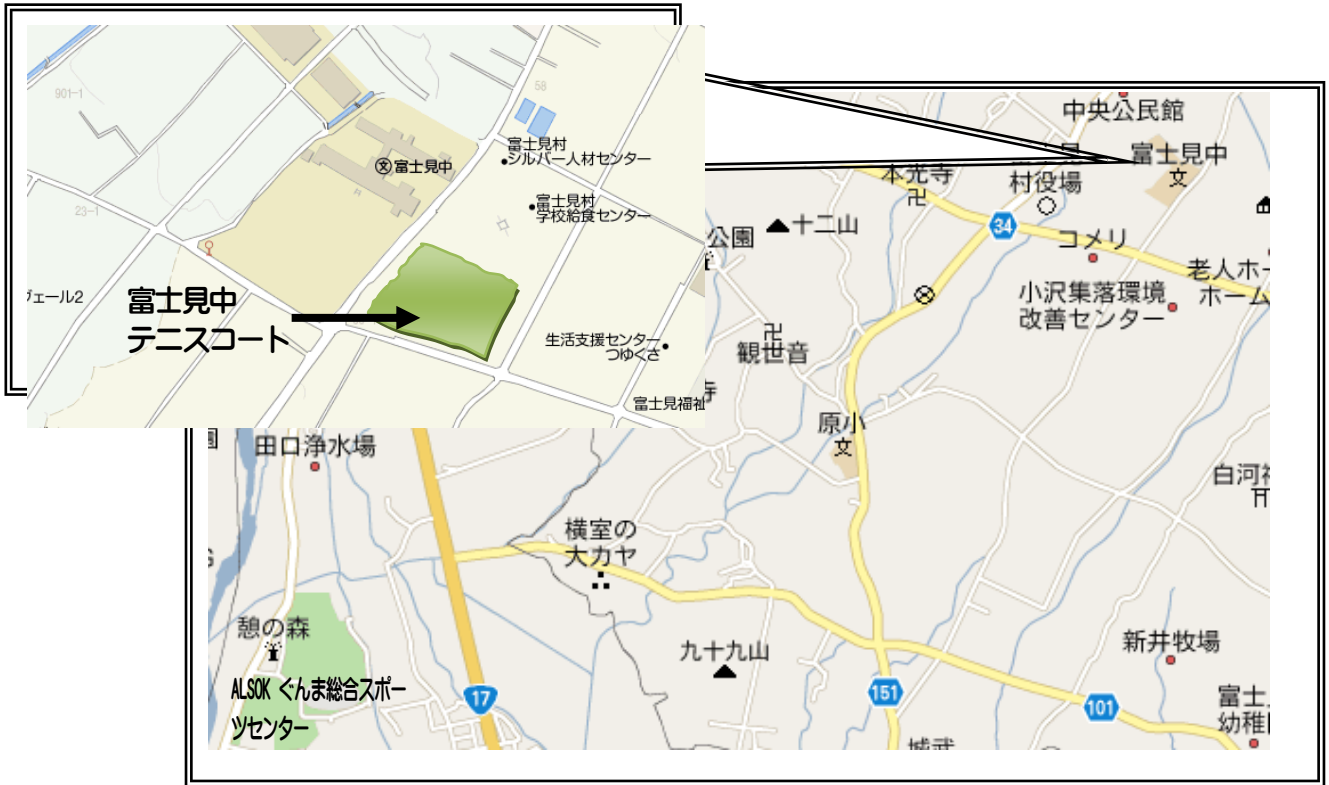 901-1
58
富士見村
シルバー人材センター
富士見中
富士見村
学校給食センター
23-1
ヴェール2
富士見中
テニスコート
生活支援センター
つゆくさ
富士見福祉
中央公民館
富士見中
本光寺
村役場
十二山
公園
34
コメリ
老人ホー
ホーム
小沢集落環境
改善センター
観世音
寺
原小
園
田口浄水場
白河
横室の
大カヤ
憩の森
九十九山
新井牧場
ALSOK ぐんま総合スポー
ツセンター
17
151
101
富士
幼稚
城武